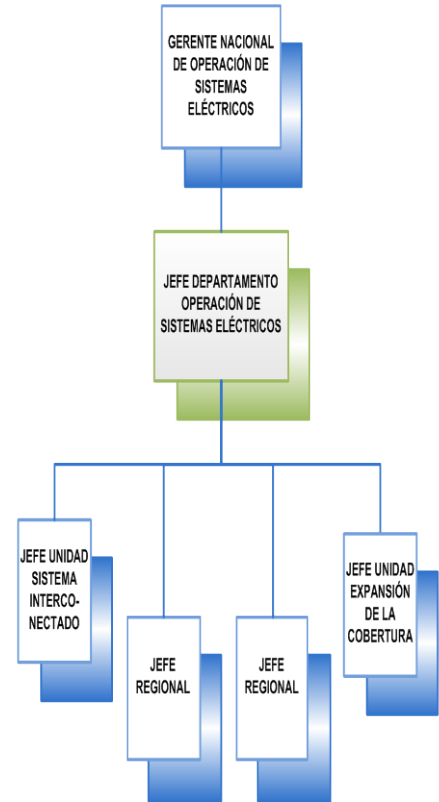 GERENTE NACIONAL
DE OPERACIÓN DE
SISTEMAS
ELÉCTRICOS
JEFE DEPARTAMENTO
OPERACIÓN DE
SISTEMAS ELÉCTRICOS
JEFE UNIDAD
SISTEMA
INTERCO-
NECTADO
JEFE
REGIONAL
JEFE
REGIONAL
JEFE UNIDAD
EXPANSIÓN
DE LA
COBERTURA